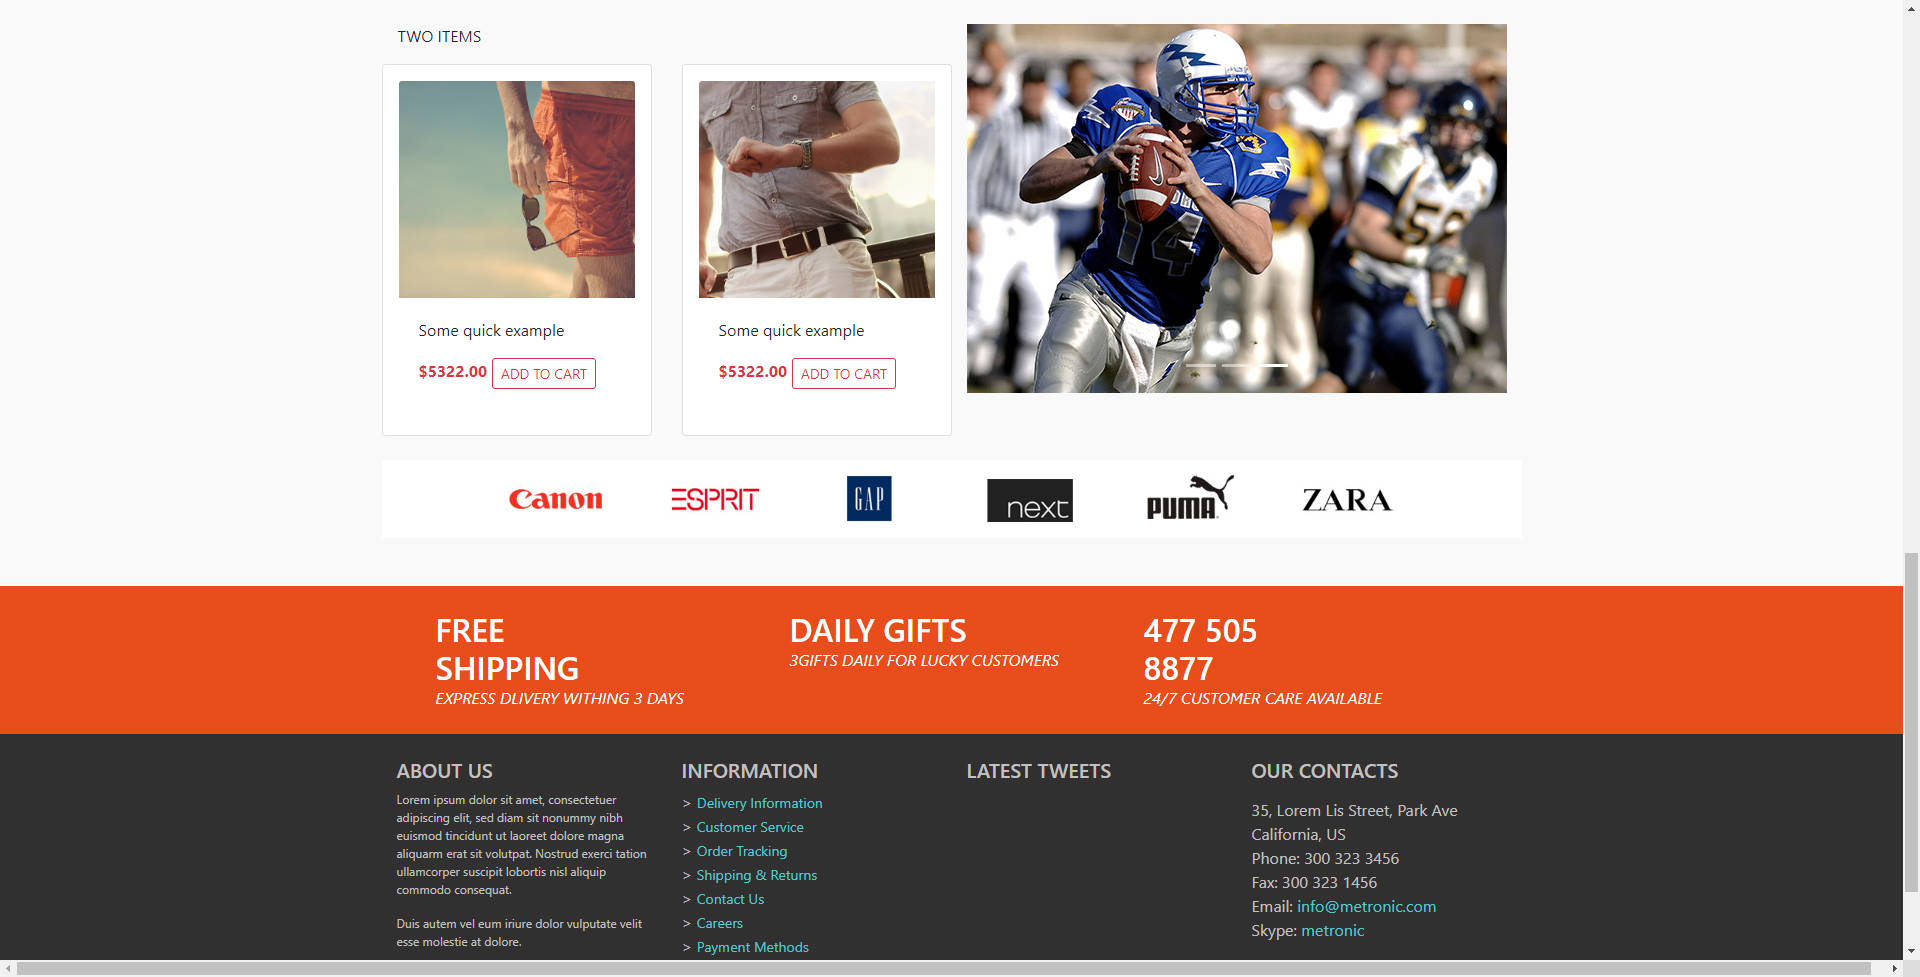 TWO ITEMS
Some quick example
$5322.00 ADD TO CART
Some quick example
$5322.00 ADD TO CART
14
Canon
ESPRIT
GAP
next
PUMA
ZARA
FREE
SHIPPING
EXPRESS DLIVERY WITHING 3 DAYS
DAILY GIFTS
3GIFTS DAILY FOR LUCKY CUSTOMERS
477 505
8877
24/7 CUSTOMER CARE AVAILABLE
ABOUT US
Lorem ipsum dolor sit amet, consectetuer
adipiscing elit, sed diam sit nonummy nibh
euismod tincidunt ut laoreet dolore magna
aliquarm erat sit volutpat. Nostrud exerci tation
ullamcorper suscipit lobortis nisl aliquip
commodo consequat.
Duis autem vel eum iriure dolor vulputate velit
esse molestie at dolore.
INFORMATION
> Delivery Information
> Customer Service
> Order Tracking
> Shipping & Returns
> Contact Us
> Careers
> Payment Methods
LATEST TWEETS
OUR CONTACTS
35, Lorem Lis Street, Park Ave
California, US
Phone: 300 323 3456
Fax: 300 323 1456
Email: info@metronic.com
Skype: metronic